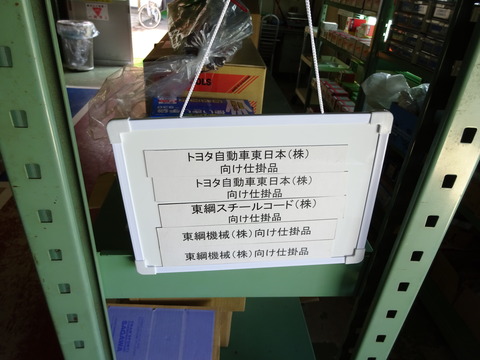 トヨタ自動車東日本(株)
向け仕掛品
トヨタ自動車東日本(株)
向け仕掛品
東綱スチールコード(株)
向け仕掛品
東綱機械(株)向け仕掛品
東綱機械(株)向け仕掛品